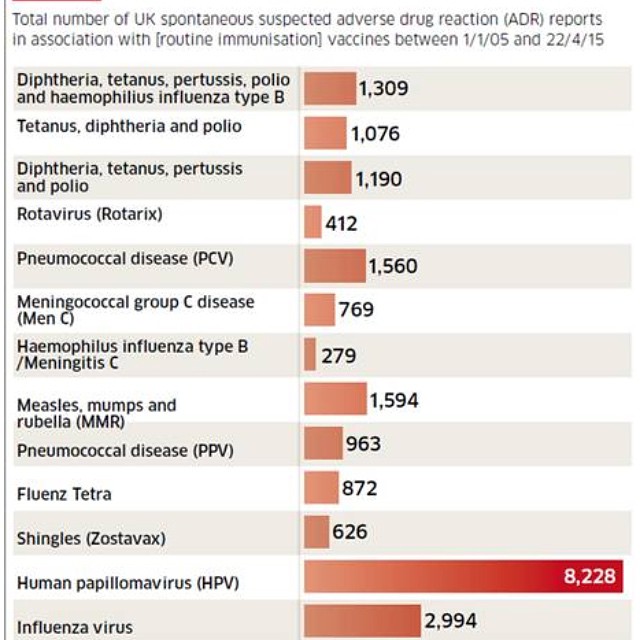 Total number of UK spontaneous suspected adverse drug reaction (ADR) reports
in association with [routine immunisation] vaccines between 1/1/05 and 22/4/15
Diphtheria, tetanus, pertussis, polio
and haemophilius influenza type B
1,309
Tetanus, diphtheria and polio
1,076
Diphtheria, tetanus, pertussis
and polio
1,190
Rotavirus (Rotarix)
412
Pneumococcal disease (PCV)
1,560
Meningococcal group C disease
(Men C)
769
Haemophilus influenza type B
/Meningitis C
279
Measles, mumps and
rubella (MMR)
1,594
Pneumococcal disease (PPV)
963
Fluenz Tetra
872
Shingles (Zostavax)
626
Human papillomavirus (HPV)
8,228
Influenza virus
2,994